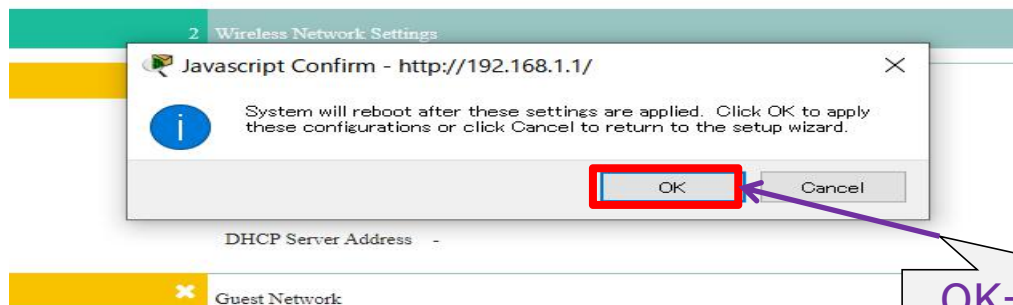 2 Wireless Network Settings
Javascript Confirm - http://192.168.1.1/
System will reboot after these settings are applied. Click OK to apply
these configurations or click Cancel to return to the setup wizard.
OK Cancel
DHCP Server Address -
Guest Network
OK-